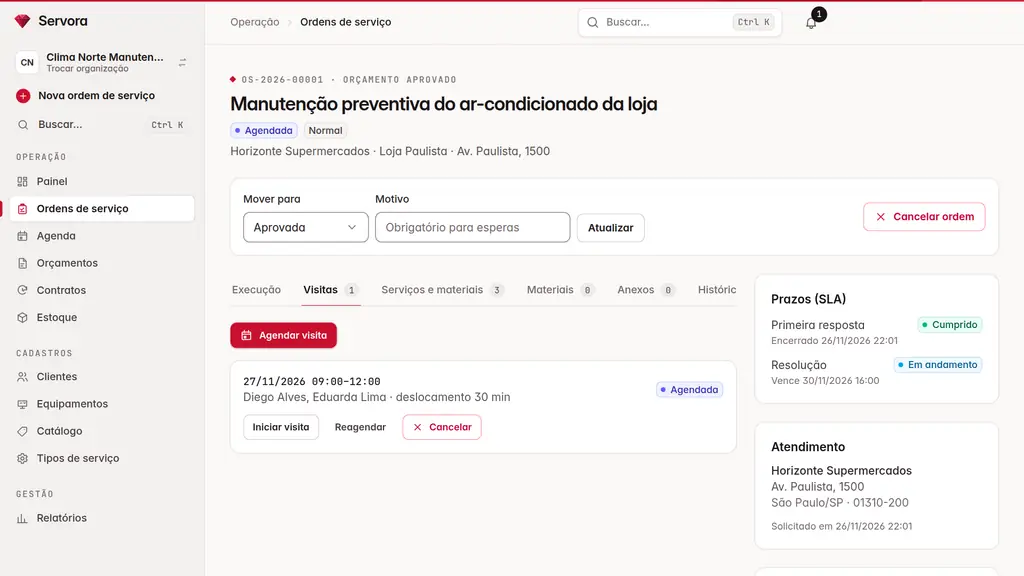 Servora
CN
Clima Norte Manuten...
Trocar organização
Nova ordem de serviço
Buscar...
Ctrl K
OPERAÇÃO
Painel
Ordens de serviço
Agenda
Orçamentos
Contratos
Estoque
CADASTROS
Clientes
Equipamentos
Catálogo
Tipos de serviço
GESTÃO
Relatórios
Operação
Ordens de serviço
Buscar...
Ctrl K
1
OS-2026-00001 · ORÇAMENTO APROVADO
Manutenção preventiva do ar-condicionado da loja
Agendada
Normal
Horizonte Supermercados · Loja Paulista · Av. Paulista, 1500
Mover para
Motivo
Aprovada
Obrigatório para esperas
Atualizar
Cancelar ordem
Execução
Visitas 1
Serviços e materiais 3
Materiais 0
Anexos 0
Históric
Agendar visita
27/11/2026 09:00–12:00
Diego Alves, Eduarda Lima · deslocamento 30 min
Agendada
Iniciar visita
Reagendar
Cancelar
Prazos (SLA)
Primeira resposta
Cumprido
Encerrado 26/11/2026 22:01
Resolução
Em andamento
Vence 30/11/2026 16:00
Atendimento
Horizonte Supermercados
Av. Paulista, 1500
São Paulo/SP · 01310-200
Solicitado em 26/11/2026 22:01